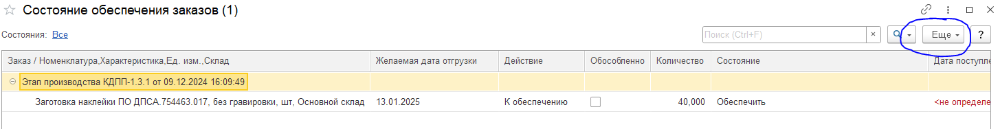 Состояние обеспечения заказов (1)
Состояния: Все
Поиск (Ctrl+F)
×
Еще
?
Заказ / Номенклатура,Характеристика,Ед. изм.,Склад
Желаемая дата отгрузки
Действие
Обособленно
Количество
Состояние
Дата поступле
Этап производства КДПП-1.3.1 от 09.12.2024 16:09:49
Заготовка наклейки ПО ДПСА.754463.017, без гравировки, шт, Основной склад
13.01.2025
К обеспечению
40,000
Обеспечить
<не определе